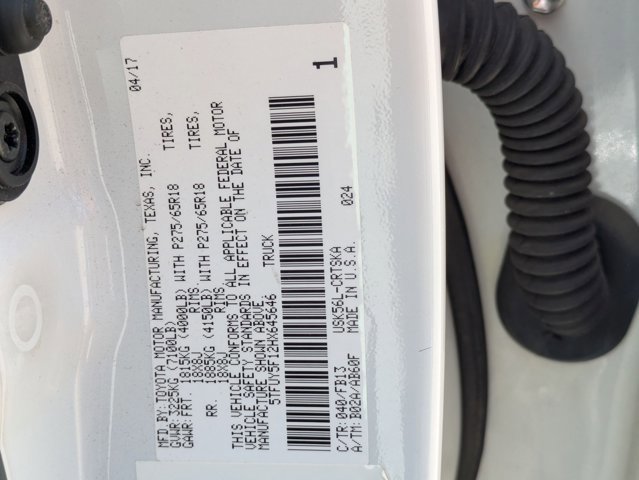 MFD.BY: TOYOTA MOTOR MANUFACTURING, TEXAS, INC. 04/17
GVWR: 3225KG (7100LB)
GAWR: FRT. 1815KG (4000LB) WITH P275/65R18 TIRES,
18X8J RIMS,
RR. 1885KG (4150LB) WITH P275/65R18 TIRES,
18X8J RIMS.
THIS VEHICLE CONFORMS TO ALL APPLICABLE FEDERAL MOTOR
VEHICLE SAFETY STANDARDS IN EFFECT ON THE DATE OF
MANUFACTURE SHOWN ABOVE.
5TFUY5F12HX645646 TRUCK
1
C/TR: 040/FB13 USK56L-CRTSKA 024
A/TM: B02A/AB60F MADE IN U.S.A.